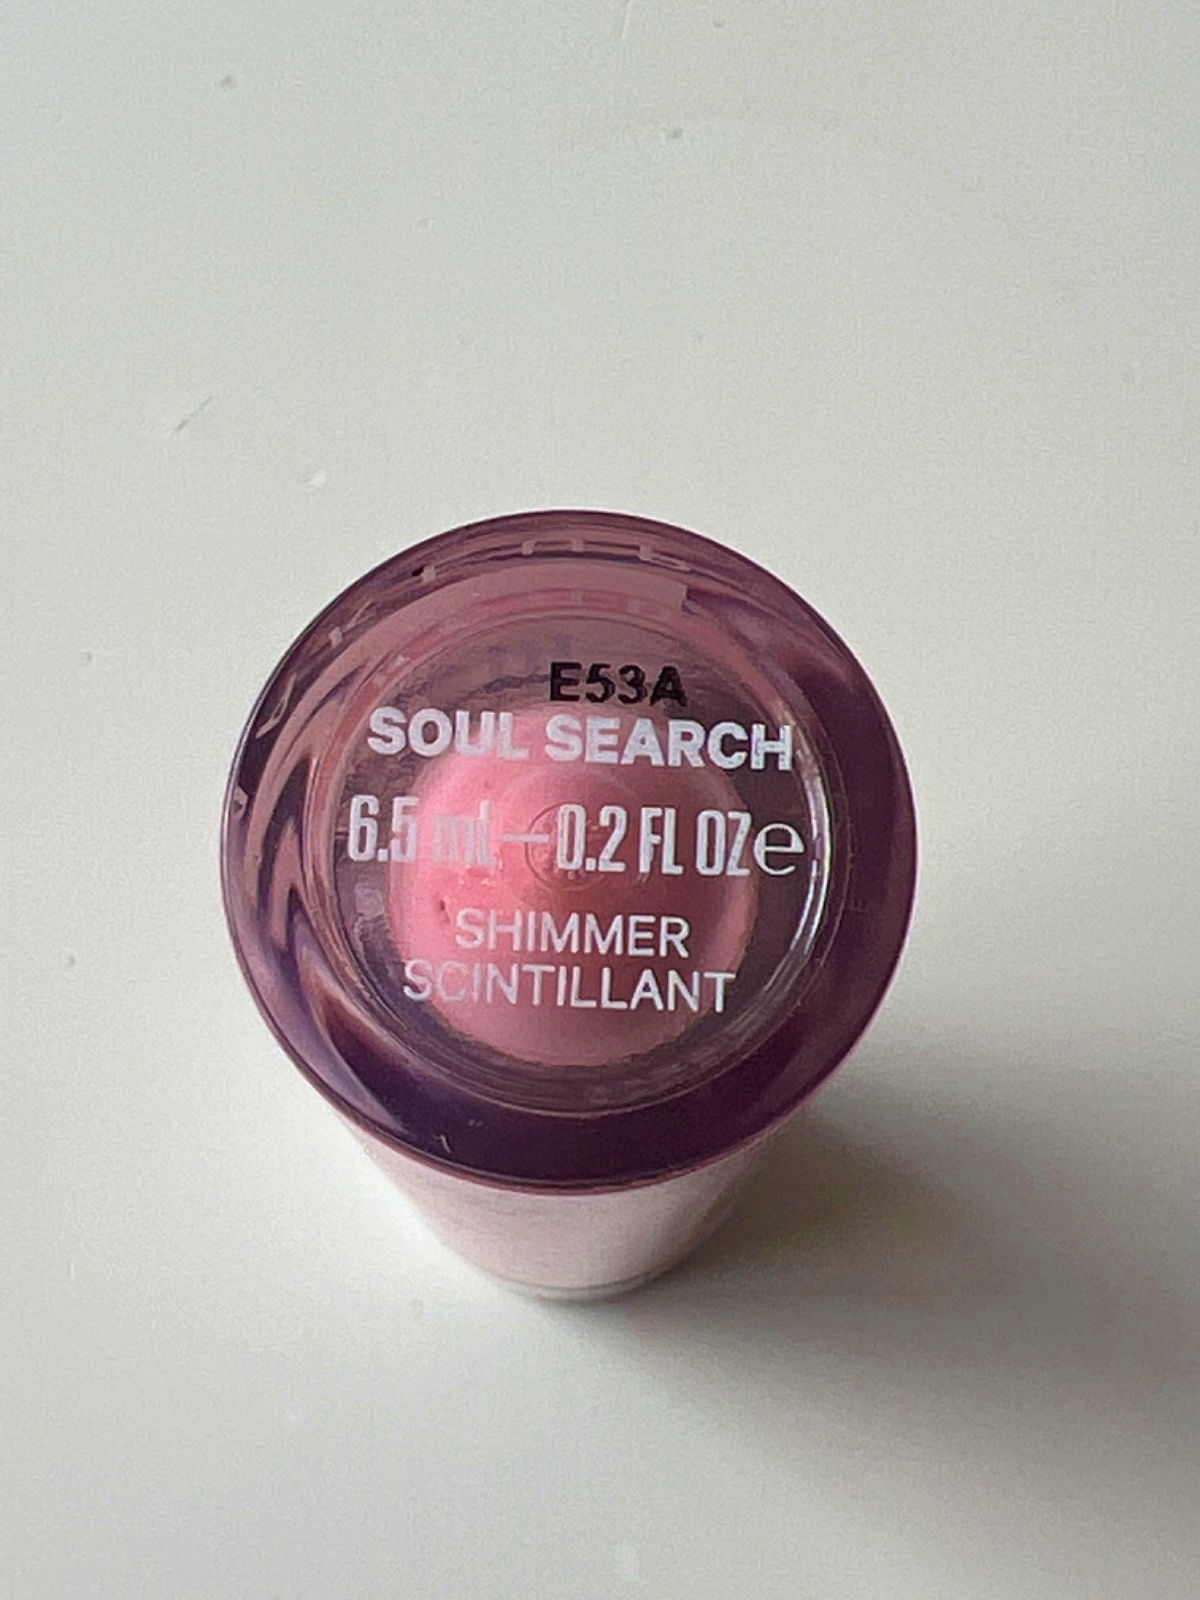 E53A
SOUL SEARCH
6.5 mL – 0.2 FL OZ e
SHIMMER
SCINTILLANT